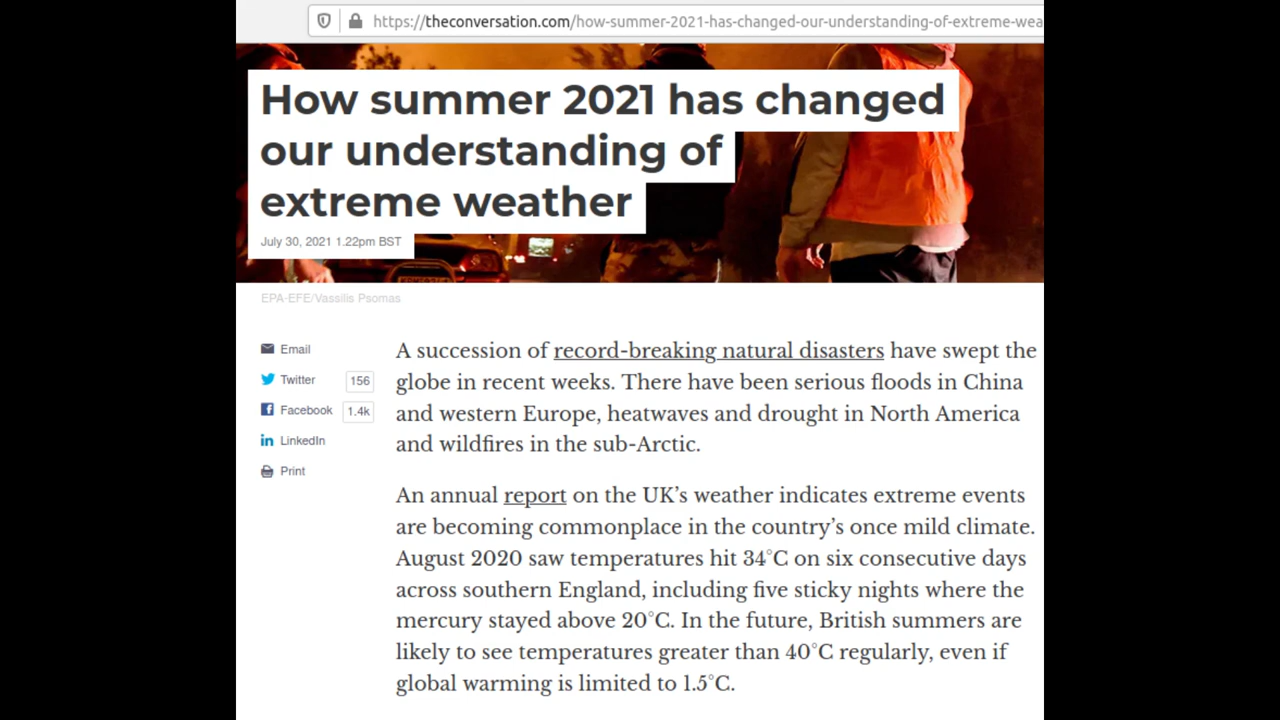 https://theconversation.com/how-summer-2021-has-changed-our-understanding-of-extreme-wea
How summer 2021 has changed
our understanding of
extreme weather
July 30, 2021 1.22pm BST
EPA-EFE/Vassilis Psomas
Email
Twitter 156
Facebook 1.4k
LinkedIn
Print
A succession of record-breaking natural disasters have swept the
globe in recent weeks. There have been serious floods in China
and western Europe, heatwaves and drought in North America
and wildfires in the sub-Arctic.
An annual report on the UK’s weather indicates extreme events
are becoming commonplace in the country’s once mild climate.
August 2020 saw temperatures hit 34°C on six consecutive days
across southern England, including five sticky nights where the
mercury stayed above 20°C. In the future, British summers are
likely to see temperatures greater than 40°C regularly, even if
global warming is limited to 1.5°C.